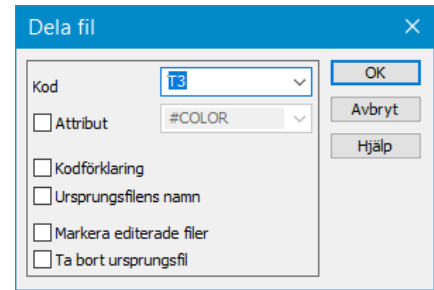 Dela fil
Kod T3
Attribut #COLOR
Kodförklaring
Ursprungsfilens namn
Markera editerade filer
Ta bort ursprungsfil
OK
Avbryt
Hjälp